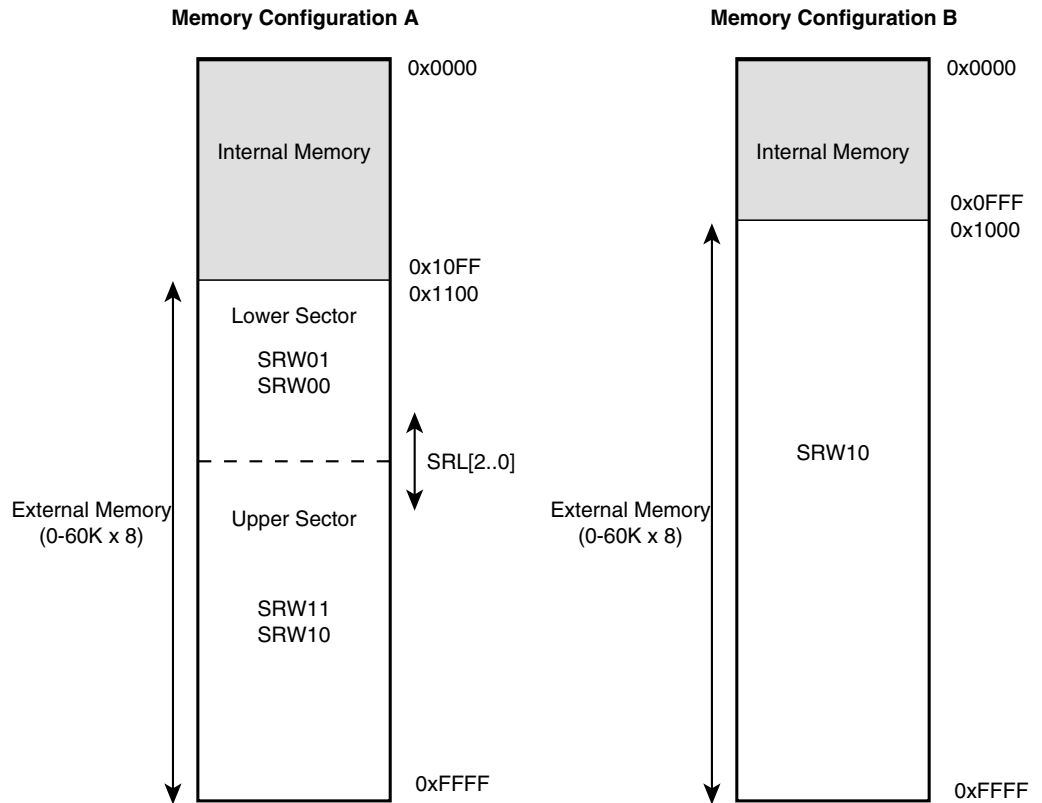 Memory Configuration A
0x0000
Internal Memory
0x10FF
0x1100
Lower Sector
SRW01
SRW00
SRL[2..0]
External Memory
(0-60K x 8)
Upper Sector
SRW11
SRW10
0xFFFF
Memory Configuration B
0x0000
Internal Memory
0x0FFF
0x1000
SRW10
External Memory
(0-60K x 8)
0xFFFF